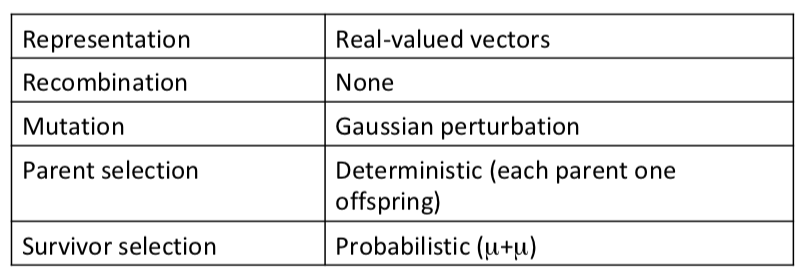 Representation Real-valued vectors
Recombination None
Mutation Gaussian perturbation
Parent selection Deterministic (each parent one
offspring)
Survivor selection Probabilistic (μ+μ)